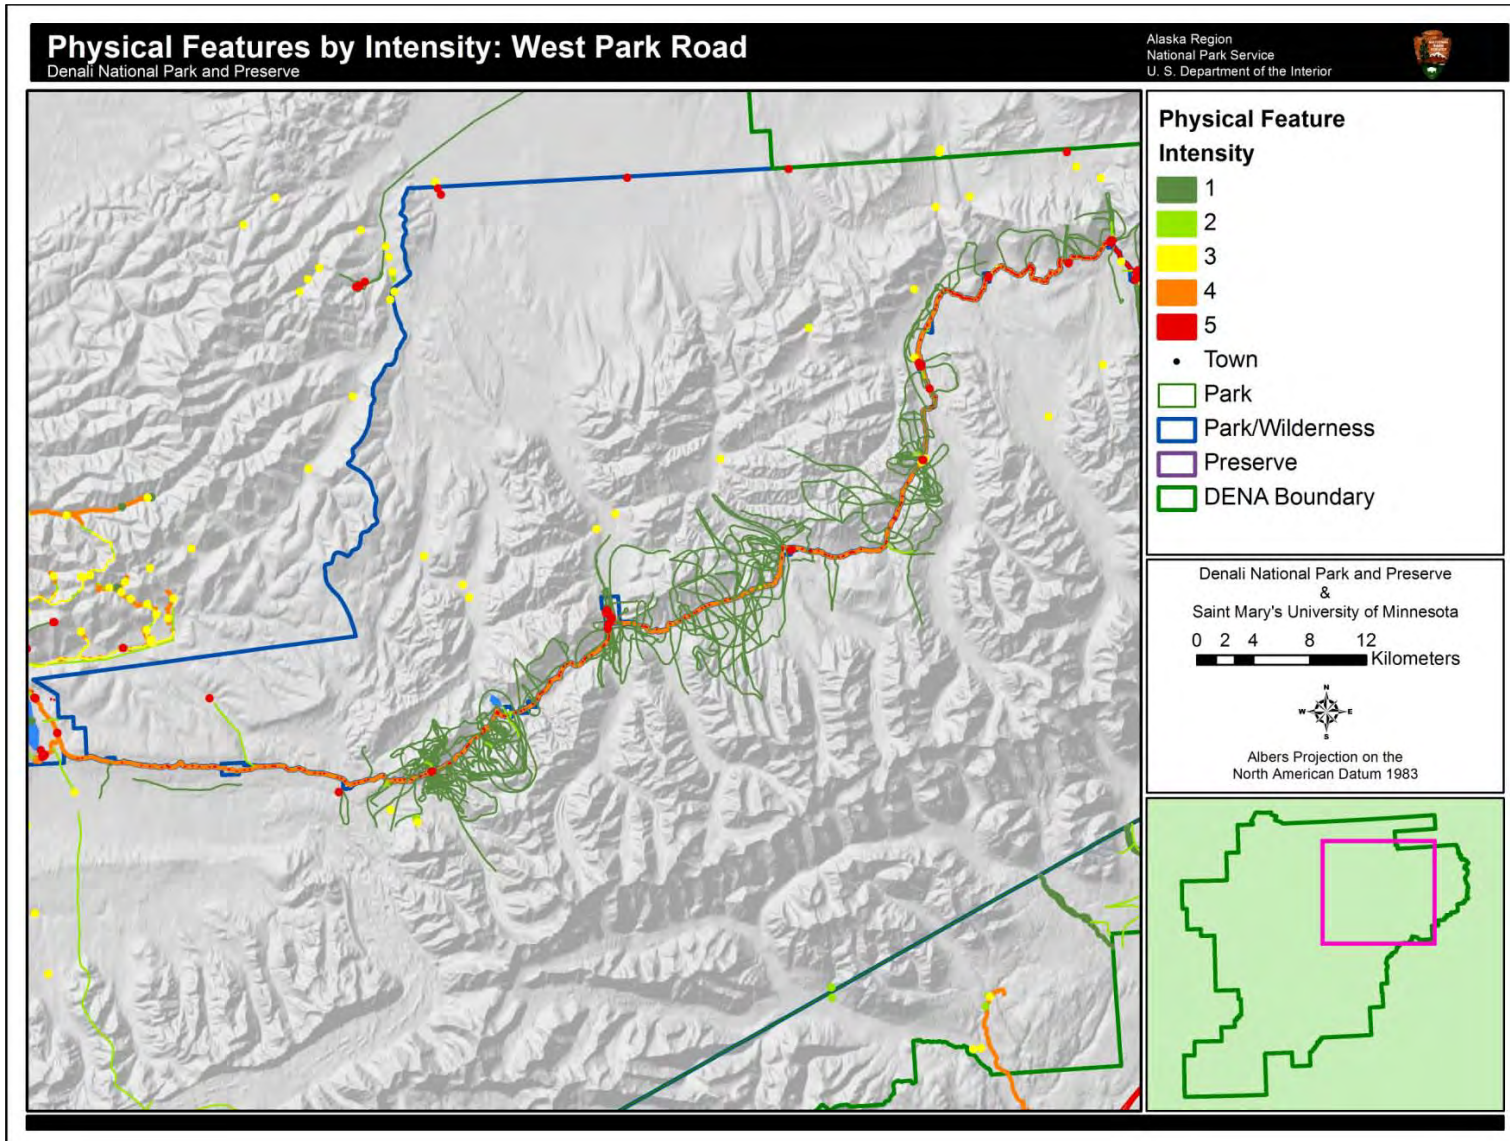 Physical Features by Intensity: West Park Road
Denali National Park and Preserve
Alaska Region
National Park Service
U. S. Department of the Interior
Physical Feature
Intensity
1
2
3
4
5
Town
Park
Park/Wilderness
Preserve
DENA Boundary
Denali National Park and Preserve
&
Saint Mary's University of Minnesota
0 2 4 8 12
Kilometers
N
W E
S
Albers Projection on the
North American Datum 1983